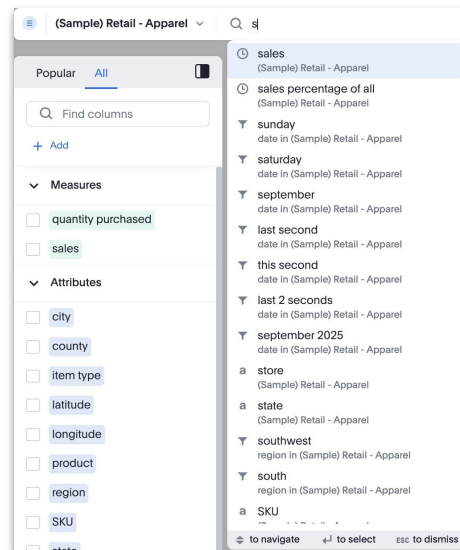 (Sample) Retail - Apparel
s
Popular All
Find columns
+ Add
Measures
quantity purchased
sales
Attributes
city
county
item type
latitude
longitude
product
region
SKU
state
sales
(Sample) Retail - Apparel
sales percentage of all
(Sample) Retail - Apparel
sunday
date in (Sample) Retail - Apparel
saturday
date in (Sample) Retail - Apparel
september
date in (Sample) Retail - Apparel
last second
date in (Sample) Retail - Apparel
this second
date in (Sample) Retail - Apparel
last 2 seconds
date in (Sample) Retail - Apparel
september 2025
date in (Sample) Retail - Apparel
a store
(Sample) Retail - Apparel
a state
(Sample) Retail - Apparel
southwest
region in (Sample) Retail - Apparel
south
region in (Sample) Retail - Apparel
a SKU
to navigate to select ESC to dismiss